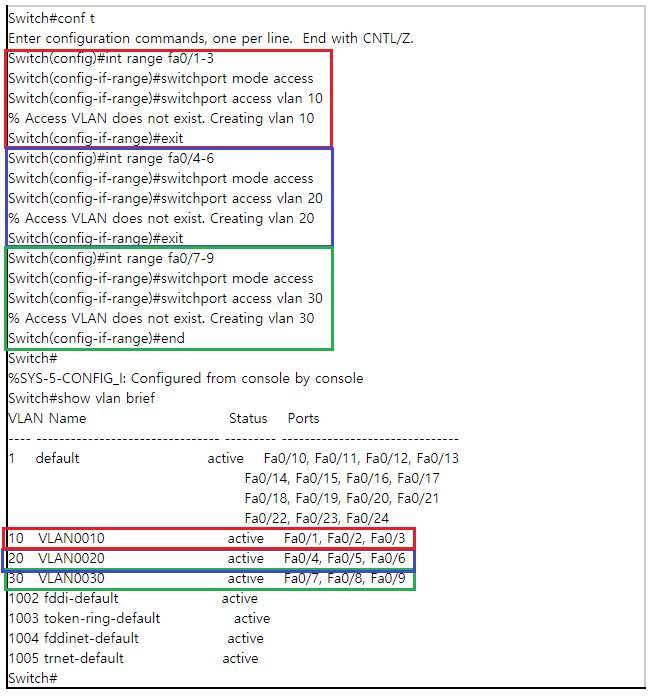 Switch#conf t
Enter configuration commands, one per line.  End with CNTL/Z.
Switch(config)#int range fa0/1-3
Switch(config-if-range)#switchport mode access
Switch(config-if-range)#switchport access vlan 10
% Access VLAN does not exist. Creating vlan 10
Switch(config-if-range)#exit
Switch(config)#int range fa0/4-6
Switch(config-if-range)#switchport mode access
Switch(config-if-range)#switchport access vlan 20
% Access VLAN does not exist. Creating vlan 20
Switch(config-if-range)#exit
Switch(config)#int range fa0/7-9
Switch(config-if-range)#switchport mode access
Switch(config-if-range)#switchport access vlan 30
% Access VLAN does not exist. Creating vlan 30
Switch(config-if-range)#end
Switch#
%SYS-5-CONFIG_I: Configured from console by console
Switch#show vlan brief
VLAN Name                             Status    Ports
---- -------------------------------- --------- -------------------------------
1    default                          active    Fa0/10, Fa0/11, Fa0/12, Fa0/13
Fa0/14, Fa0/15, Fa0/16, Fa0/17
Fa0/18, Fa0/19, Fa0/20, Fa0/21
Fa0/22, Fa0/23, Fa0/24
10   VLAN0010                         active    Fa0/1, Fa0/2, Fa0/3
20   VLAN0020                         active    Fa0/4, Fa0/5, Fa0/6
30   VLAN0030                         active    Fa0/7, Fa0/8, Fa0/9
1002 fddi-default                     active
1003 token-ring-default               active
1004 fddinet-default                  active
1005 trnet-default                    active
Switch#